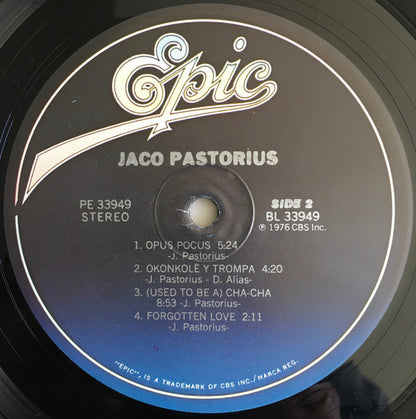 Epic
JACO PASTORIUS
PE 33949
STEREO
SIDE 2
BL 33949
℗ 1976 CBS Inc.
1. OPUS POCUS 5:24
-J. Pastorius-
2. OKONKOLE Y TROMPA 4:20
-J. Pastorius - D. Alias-
3. (USED TO BE A) CHA-CHA
8:53 -J. Pastorius-
4. FORGOTTEN LOVE 2:11
-J. Pastorius-
"EPIC", IS A TRADEMARK OF CBS INC./MARCA REG.